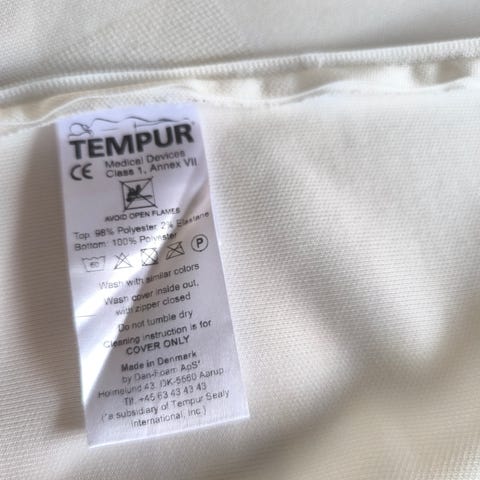 TEMPUR®
CE Medical Devices
Class 1, Annex VII
AVOID OPEN FLAMES
Top: 98% Polyester 2% Elastane
Bottom: 100% Polyester
60 P
Wash with similar colors
Wash cover inside out,
with zipper closed
Do not tumble dry
Cleaning instruction is for
COVER ONLY
Made in Denmark
by Dan-Foam ApS*
Holmelund 43, DK-5560 Aarup
Tlf. +45 63 43 43 43
(*a subsidiary of Tempur Sealy
International, Inc.)